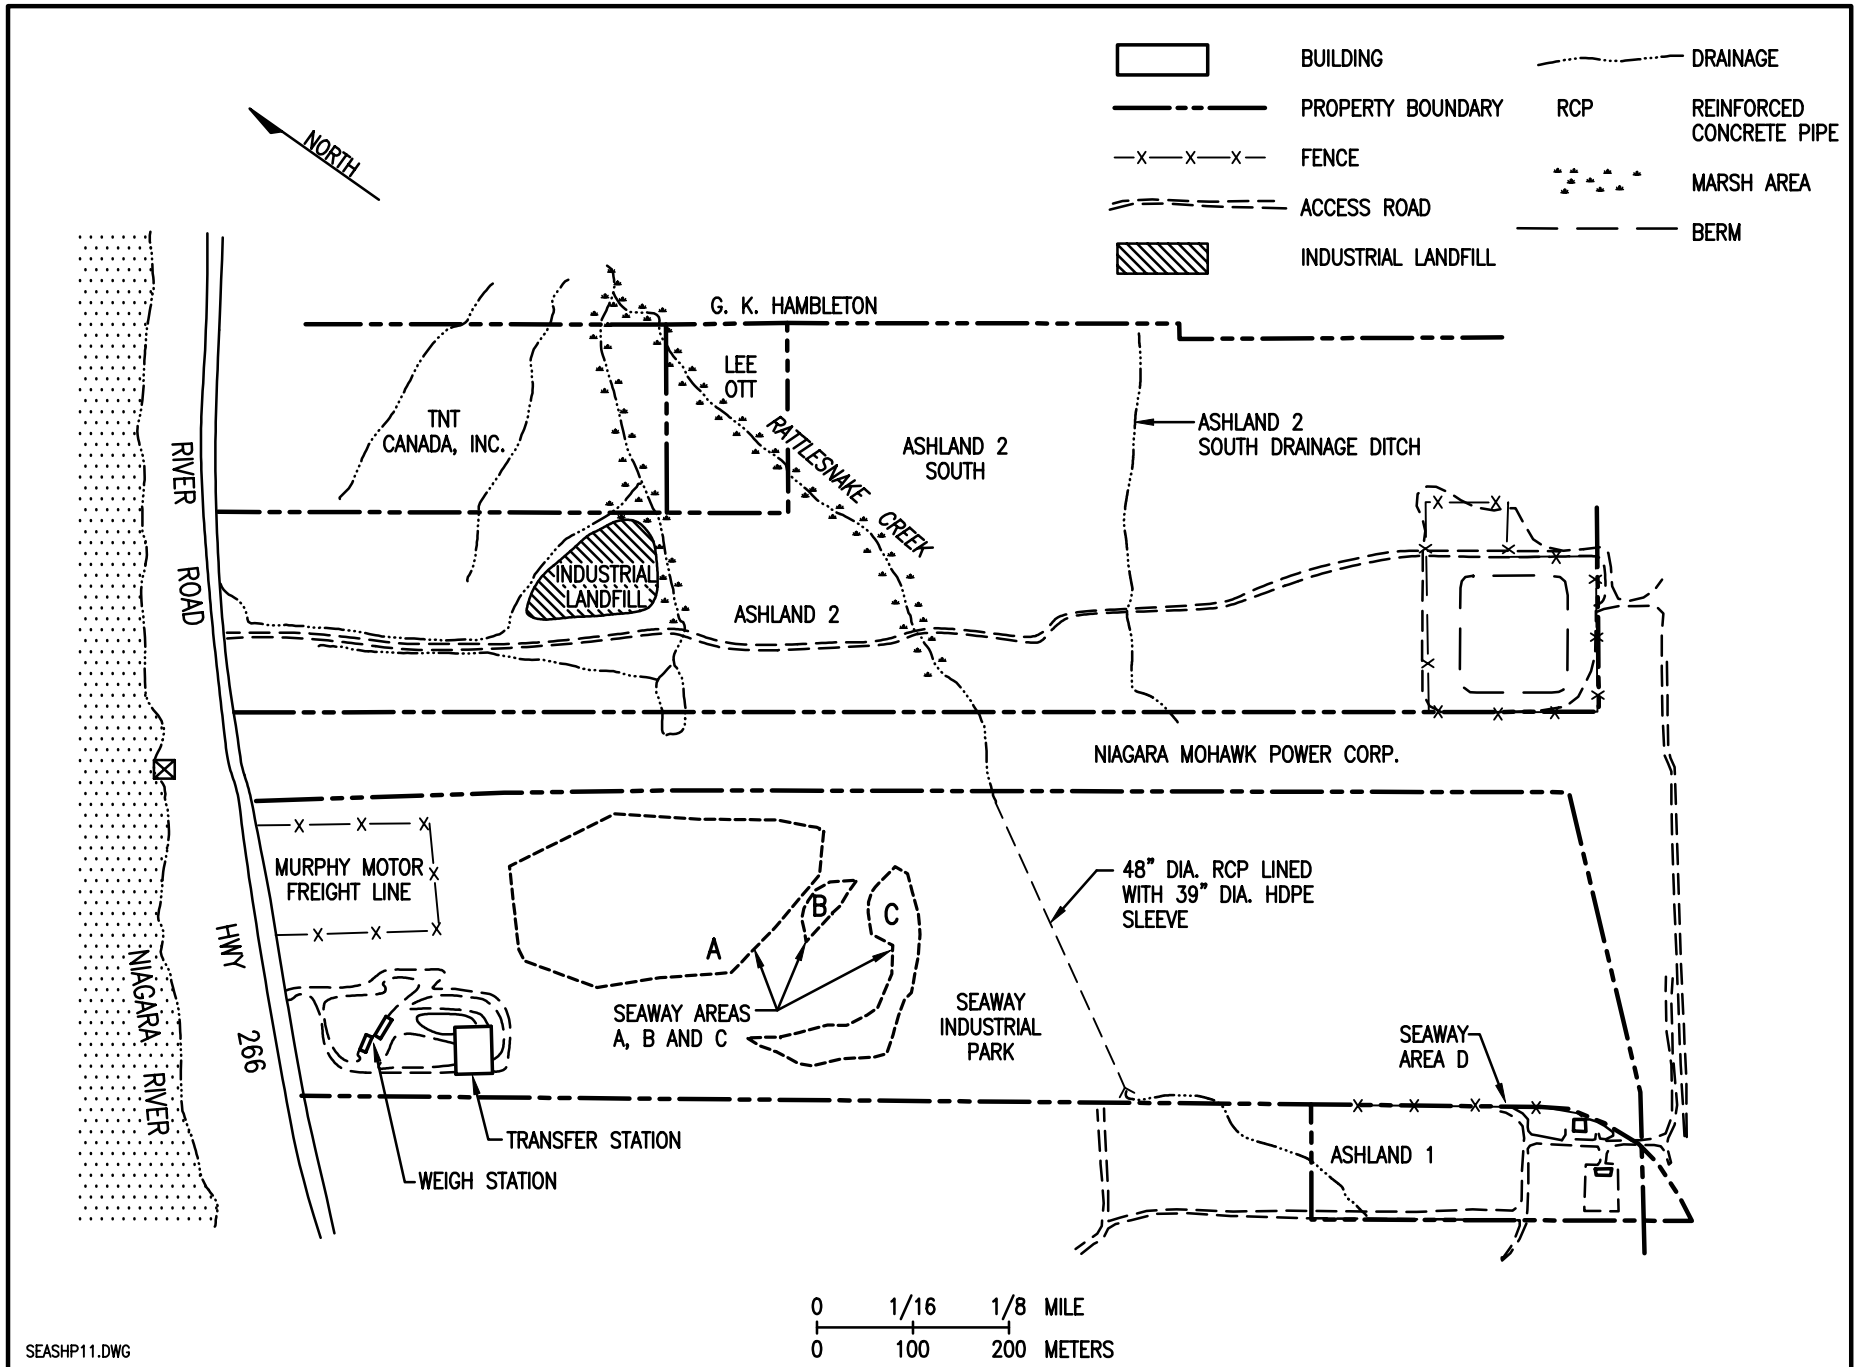 BUILDING
PROPERTY BOUNDARY
FENCE
ACCESS ROAD
INDUSTRIAL LANDFILL
DRAINAGE
RCP REINFORCED
CONCRETE PIPE
MARSH AREA
BERM
NORTH
G. K. HAMBLETON
LEE
OTT
TNT
CANADA, INC.
RATTLESNAKE CREEK
ASHLAND 2
SOUTH
ASHLAND 2
SOUTH DRAINAGE DITCH
RIVER ROAD
INDUSTRIAL
LANDFILL
ASHLAND 2
NIAGARA MOHAWK POWER CORP.
MURPHY MOTOR
FREIGHT LINE
48" DIA. RCP LINED
WITH 39" DIA. HDPE
SLEEVE
A
B
C
HWY 266
NIAGARA RIVER
SEAWAY AREAS
A, B AND C
SEAWAY
INDUSTRIAL
PARK
SEAWAY
AREA D
TRANSFER STATION
WEIGH STATION
ASHLAND 1
0 1/16 1/8 MILE
0 100 200 METERS
SEASHP11.DWG